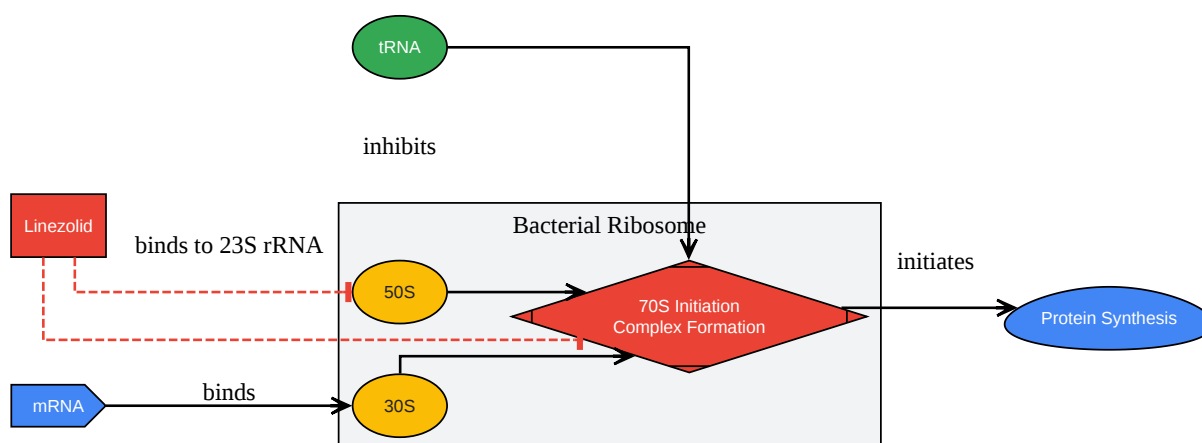 tRNA
inhibits
Linezolid
binds to 23S rRNA
Bacterial Ribosome
50S
70S Initiation
Complex Formation
initiates
Protein Synthesis
mRNA
binds
30S